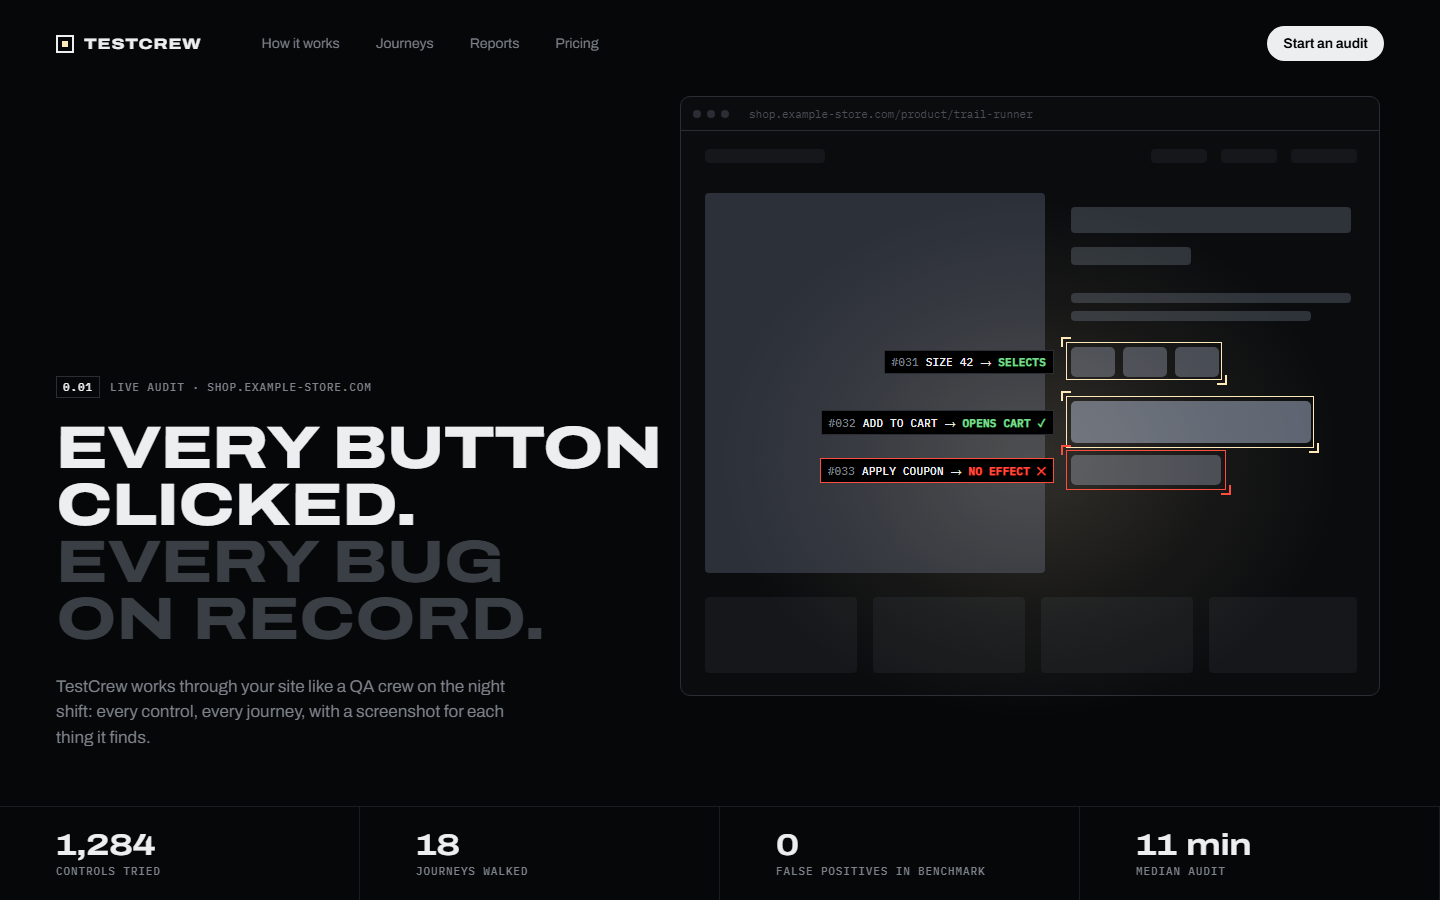 TESTCREW
How it works
Journeys
Reports
Pricing
Start an audit
shop.example-store.com/product/trail-runner
#031 SIZE 42 → SELECTS
#032 ADD TO CART → OPENS CART ✓
#033 APPLY COUPON → NO EFFECT ✕
0.01 LIVE AUDIT · SHOP.EXAMPLE-STORE.COM
EVERY BUTTON
CLICKED.
EVERY BUG
ON RECORD.
TestCrew works through your site like a QA crew on the night
shift: every control, every journey, with a screenshot for each
thing it finds.
1,284
CONTROLS TRIED
18
JOURNEYS WALKED
0
FALSE POSITIVES IN BENCHMARK
11 min
MEDIAN AUDIT